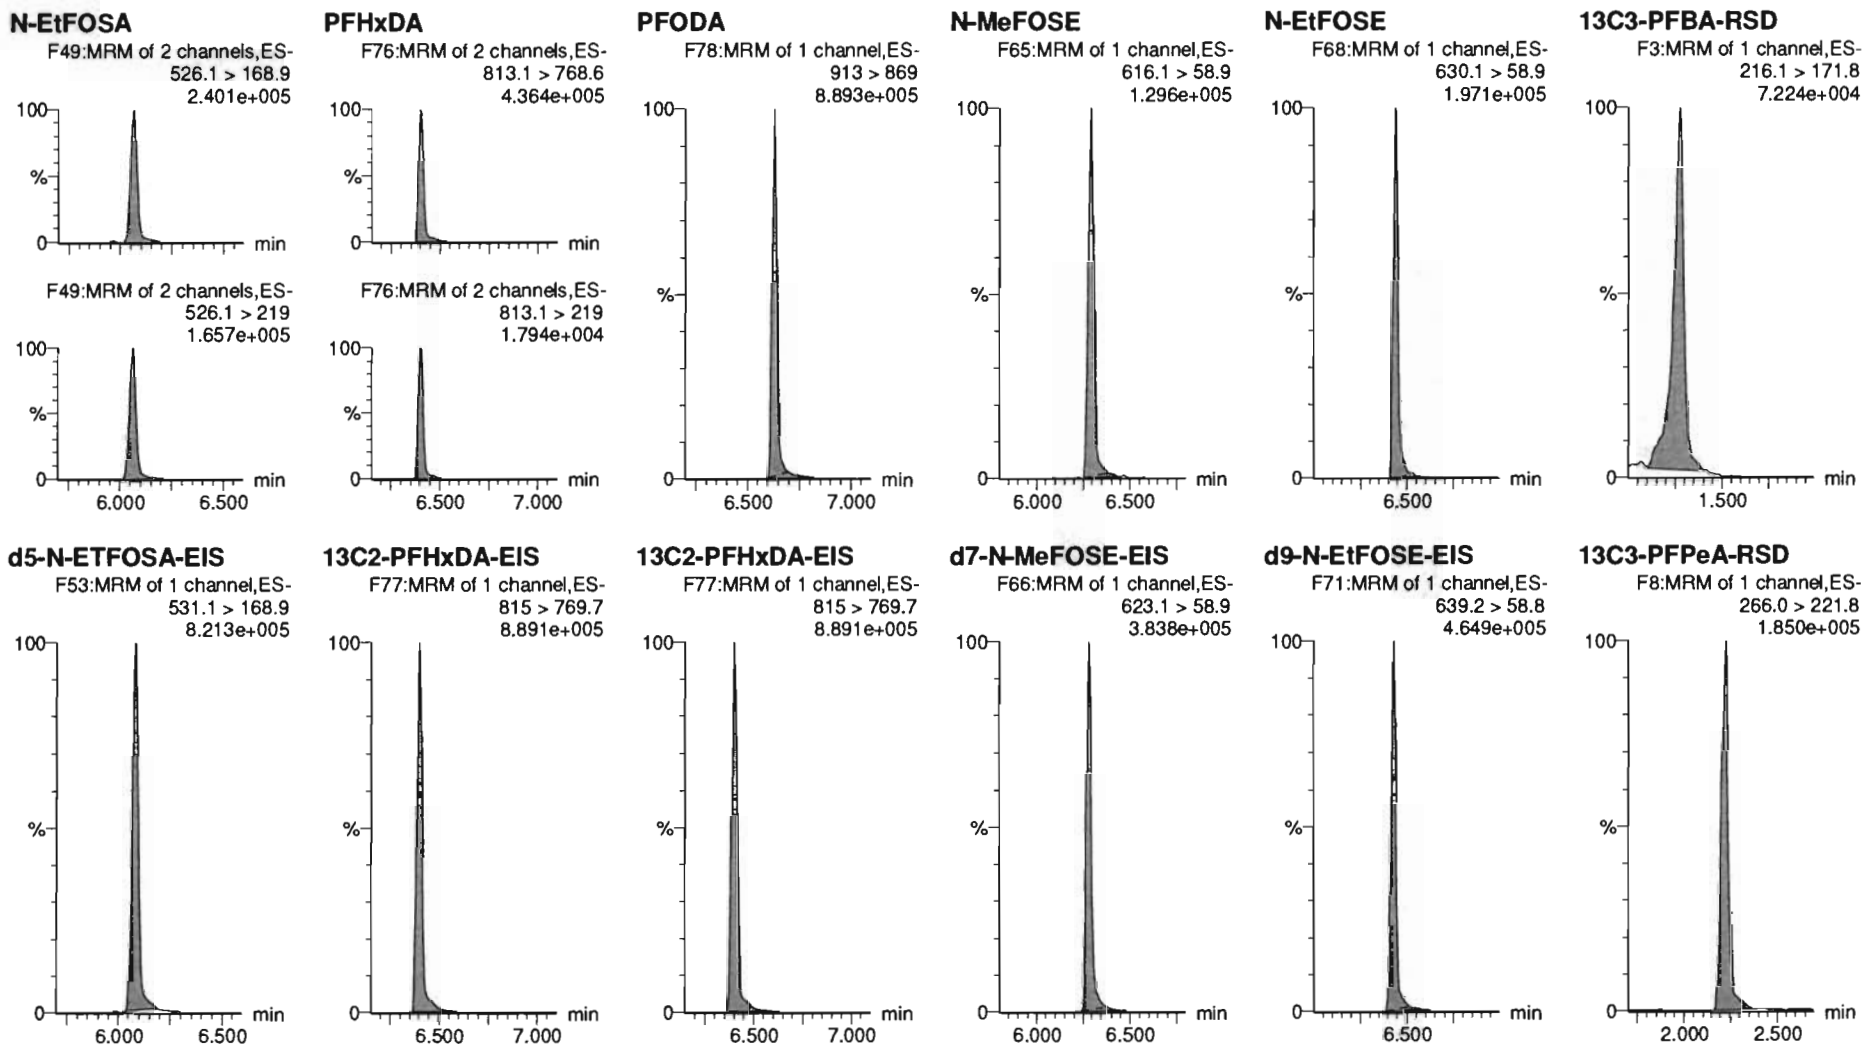 N-EtFOSA
F49:MRM of 2 channels,ES-
526.1 > 168.9
2.401e+005
100
%
0
min
F49:MRM of 2 channels,ES-
526.1 > 219
1.657e+005
100
%
0
min
6.000 6.500
PFHxDA
F76:MRM of 2 channels,ES-
813.1 > 768.6
4.364e+005
100
%
0
min
F76:MRM of 2 channels,ES-
813.1 > 219
1.794e+004
100
%
0
min
6.500 7.000
PFODA
F78:MRM of 1 channel,ES-
913 > 869
8.893e+005
100
%
0
min
6.500 7.000
N-MeFOSE
F65:MRM of 1 channel,ES-
616.1 > 58.9
1.296e+005
100
%
0
min
6.000 6.500
N-EtFOSE
F68:MRM of 1 channel,ES-
630.1 > 58.9
1.971e+005
100
%
0
min
6.500
13C3-PFBA-RSD
F3:MRM of 1 channel,ES-
216.1 > 171.8
7.224e+004
100
%
0
min
1.500
d5-N-ETFOSA-EIS
F53:MRM of 1 channel,ES-
531.1 > 168.9
8.213e+005
100
%
0
min
6.000 6.500
13C2-PFHxDA-EIS
F77:MRM of 1 channel,ES-
815 > 769.7
8.891e+005
100
%
0
min
6.500 7.000
13C2-PFHxDA-EIS
F77:MRM of 1 channel,ES-
815 > 769.7
8.891e+005
100
%
0
min
6.500 7.000
d7-N-MeFOSE-EIS
F66:MRM of 1 channel,ES-
623.1 > 58.9
3.838e+005
100
%
0
min
6.000 6.500
d9-N-EtFOSE-EIS
F71:MRM of 1 channel,ES-
639.2 > 58.8
4.649e+005
100
%
0
min
6.500
13C3-PFPeA-RSD
F8:MRM of 1 channel,ES-
266.0 > 221.8
1.850e+005
100
%
0
min
2.000 2.500